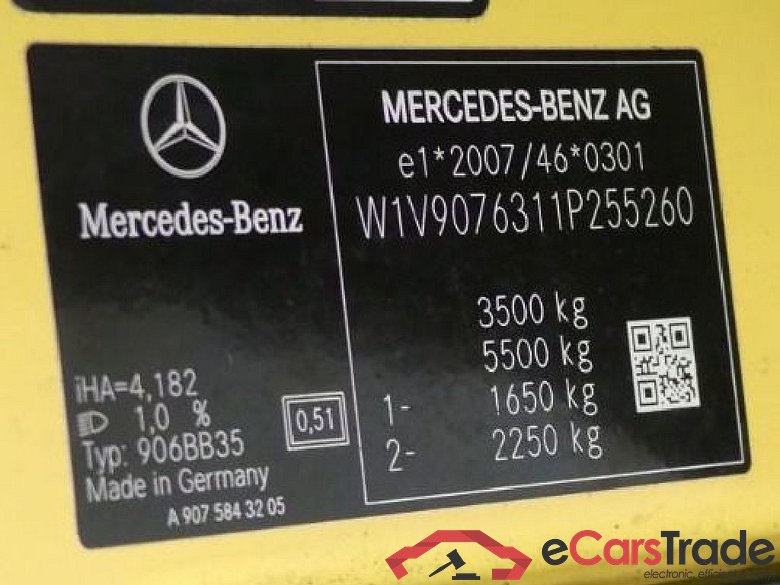 Mercedes-Benz
iHA=4,182
1,0 %
Typ: 906BB35
Made in Germany
A 907 584 32 05
0,51
MERCEDES-BENZ AG
e1*2007/46*0301
W1V9076311P255260
3500 kg
5500 kg
1- 1650 kg
2- 2250 kg
eCarsTrade